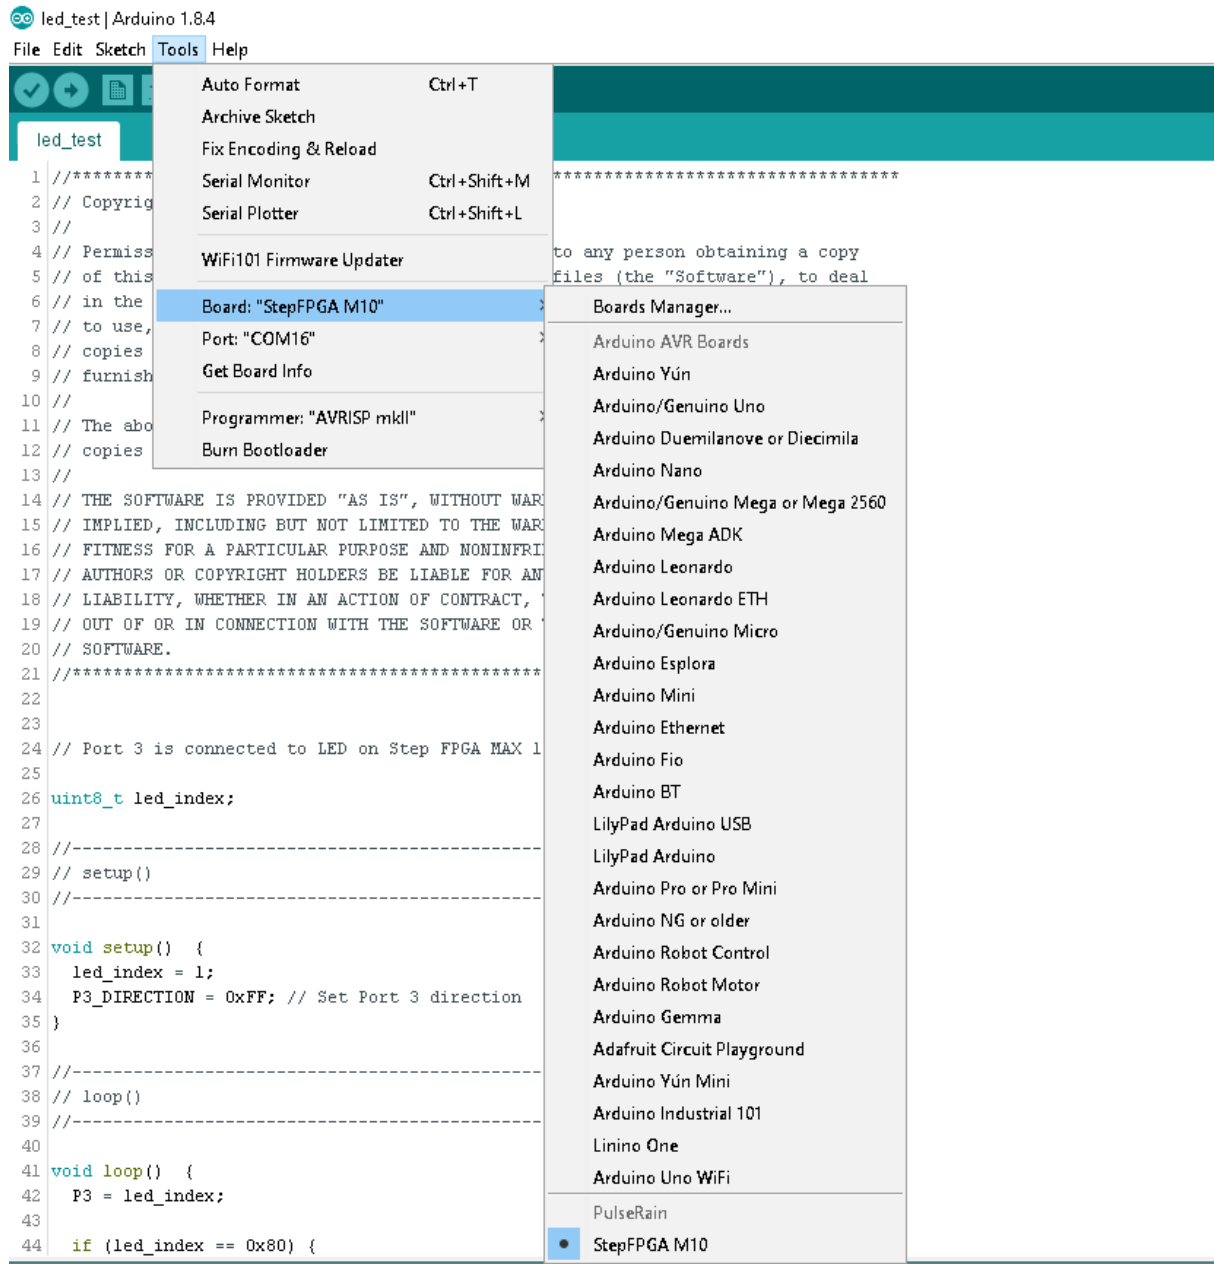 led_test | Arduino 1.8.4
File Edit Sketch Tools Help
Auto Format Ctrl+T
Archive Sketch
Fix Encoding & Reload
Serial Monitor Ctrl+Shift+M
Serial Plotter Ctrl+Shift+L
WiFi101 Firmware Updater
Board: "StepFPGA M10"
Port: "COM16"
Get Board Info
Programmer: "AVRISP mkII"
Burn Bootloader
Boards Manager...
Arduino AVR Boards
Arduino Yún
Arduino/Genuino Uno
Arduino Duemilanove or Diecimila
Arduino Nano
Arduino/Genuino Mega or Mega 2560
Arduino Mega ADK
Arduino Leonardo
Arduino Leonardo ETH
Arduino/Genuino Micro
Arduino Esplora
Arduino Mini
Arduino Ethernet
Arduino Fio
Arduino BT
LilyPad Arduino USB
LilyPad Arduino
Arduino Pro or Pro Mini
Arduino NG or older
Arduino Robot Control
Arduino Robot Motor
Arduino Gemma
Adafruit Circuit Playground
Arduino Yún Mini
Arduino Industrial 101
Linino One
Arduino Uno WiFi
PulseRain
StepFPGA M10
led_test
1 //******** **********************************
2 // Copyrig
3 //
4 // Permiss to any person obtaining a copy
5 // of this files (the "Software"), to deal
6 // in the
7 // to use,
8 // copies
9 // furnish
10 //
11 // The abo
12 // copies
13 //
14 // THE SOFTWARE IS PROVIDED "AS IS", WITHOUT WAR
15 // IMPLIED, INCLUDING BUT NOT LIMITED TO THE WAR
16 // FITNESS FOR A PARTICULAR PURPOSE AND NONINFRI
17 // AUTHORS OR COPYRIGHT HOLDERS BE LIABLE FOR AN
18 // LIABILITY, WHETHER IN AN ACTION OF CONTRACT,
19 // OUT OF OR IN CONNECTION WITH THE SOFTWARE OR
20 // SOFTWARE.
21 //**********************************************
22
23
24 // Port 3 is connected to LED on Step FPGA MAX 1
25
26 uint8_t led_index;
27
28 //----------------------------------------------
29 // setup()
30 //----------------------------------------------
31
32 void setup() {
33 led_index = 1;
34 P3_DIRECTION = 0xFF; // Set Port 3 direction
35 }
36
37 //----------------------------------------------
38 // loop()
39 //----------------------------------------------
40
41 void loop() {
42 P3 = led_index;
43
44 if (led_index == 0x80) {